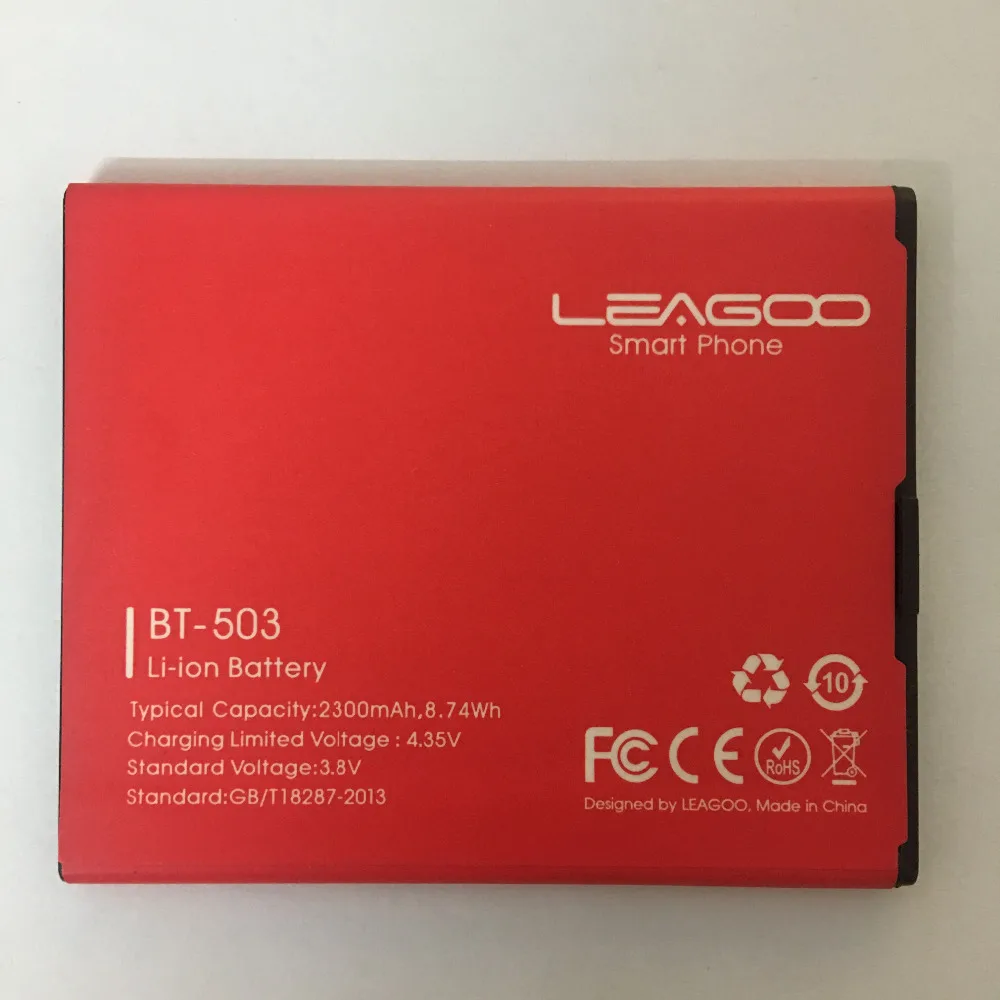 LEAGOO
Smart Phone
BT-503
Li-ion Battery
Typical Capacity:2300mAh,8.74Wh
Charging Limited Voltage : 4.35V
Standard Voltage:3.8V
Standard:GB/T18287-2013
10
FC CE RoHS
Designed by LEAGOO, Made in China